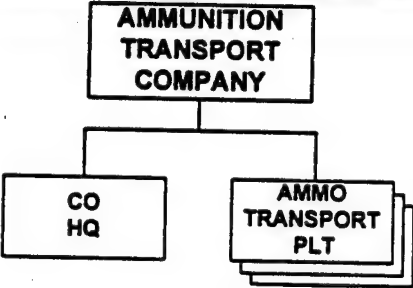 AMMUNITION
TRANSPORT
COMPANY
CO
HQ
AMMO
TRANSPORT
PLT